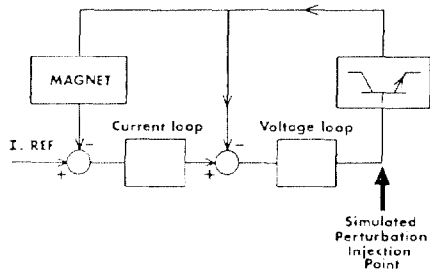 MAGNET
Current loop
Voltage loop
I. REF
-
-
+
+
Simulated
Perturbation
Injection
Point